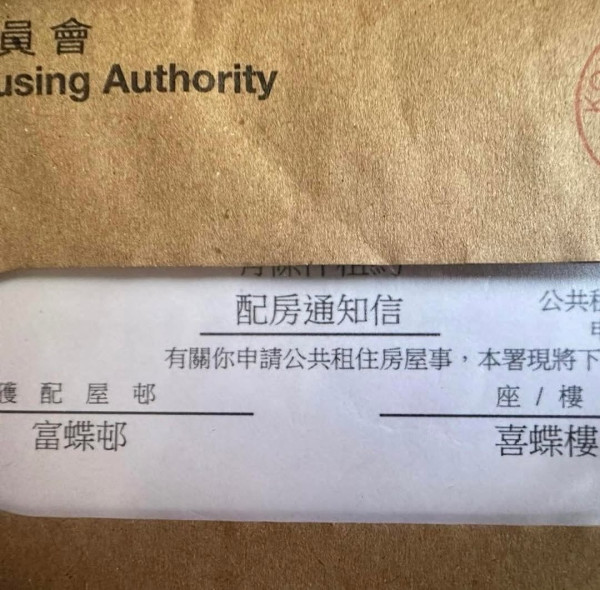 員會
using Authority
配房通知信
公共租
有關你申請公共租住房屋事，本署現將下
獲配屋邨
座 / 樓
富蝶邨
喜蝶樓